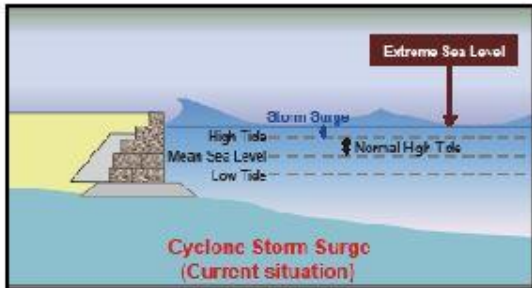 Extreme Sea Level
Storm Surge
High Tide
Normal High Tide
Mean Sea Level
Low Tide
Cyclone Storm Surge
(Current situation)